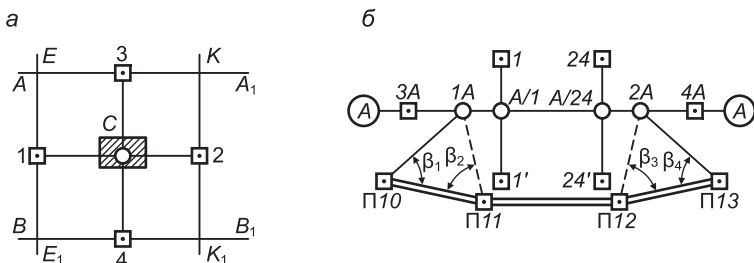 а
E
3
K
A
A₁
C
1
2
B
B₁
E₁
4
K₁
б
1
24
3A
1A
A/1
A/24
2A
4A
A
A
β₁
β₂
β₃
β₄
1'
24'
П10
П11
П12
П13